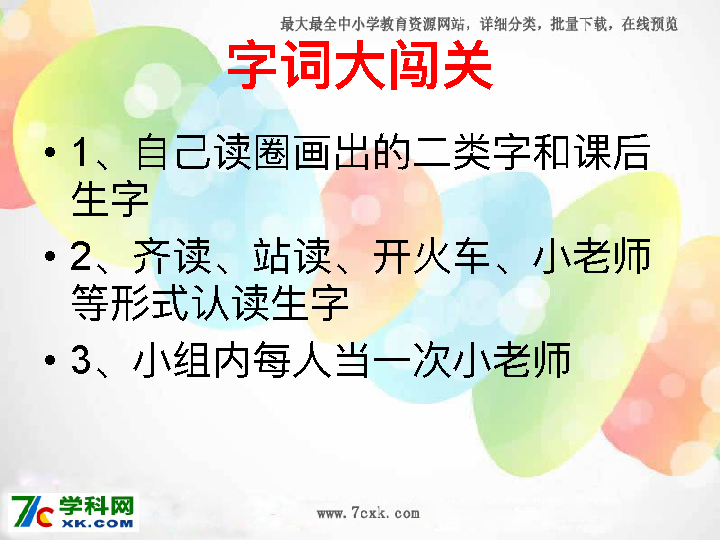 最大最全中小学教育资源网站，详细分类，批量下载，在线预览
字词大闯关
• 1、自己读圈画出的二类字和课后
生字
• 2、齐读、站读、开火车、小老师
等形式认读生字
• 3、小组内每人当一次小老师
7c学科网
XK.COM
www.7cxk.com